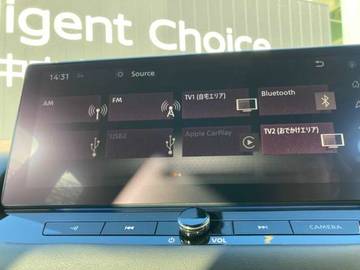 lligent Choice
14:31
Source
AM
FM
TV1 (自宅エリア)
Bluetooth
USB2
Apple CarPlay
TV2 (おでかけエリア)
VOL
CAMERA